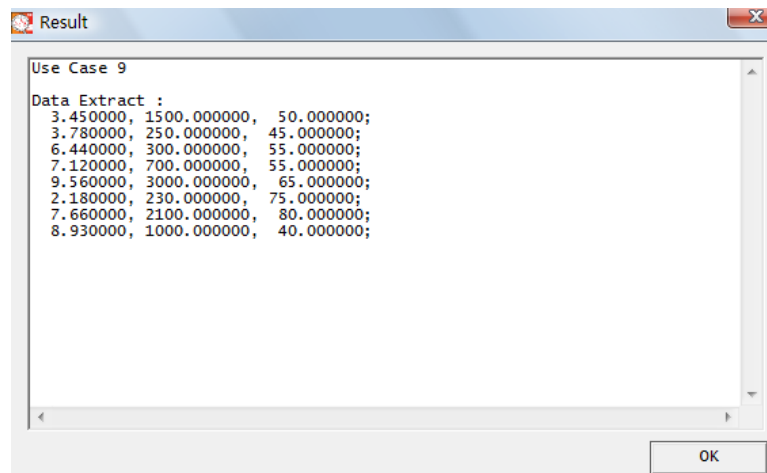 Result
Use Case 9
Data Extract :
3.450000, 1500.000000,  50.000000;
3.780000, 250.000000,  45.000000;
6.440000, 300.000000,  55.000000;
7.120000, 700.000000,  55.000000;
9.560000, 3000.000000,  65.000000;
2.180000, 230.000000,  75.000000;
7.660000, 2100.000000,  80.000000;
8.930000, 1000.000000,  40.000000;
OK